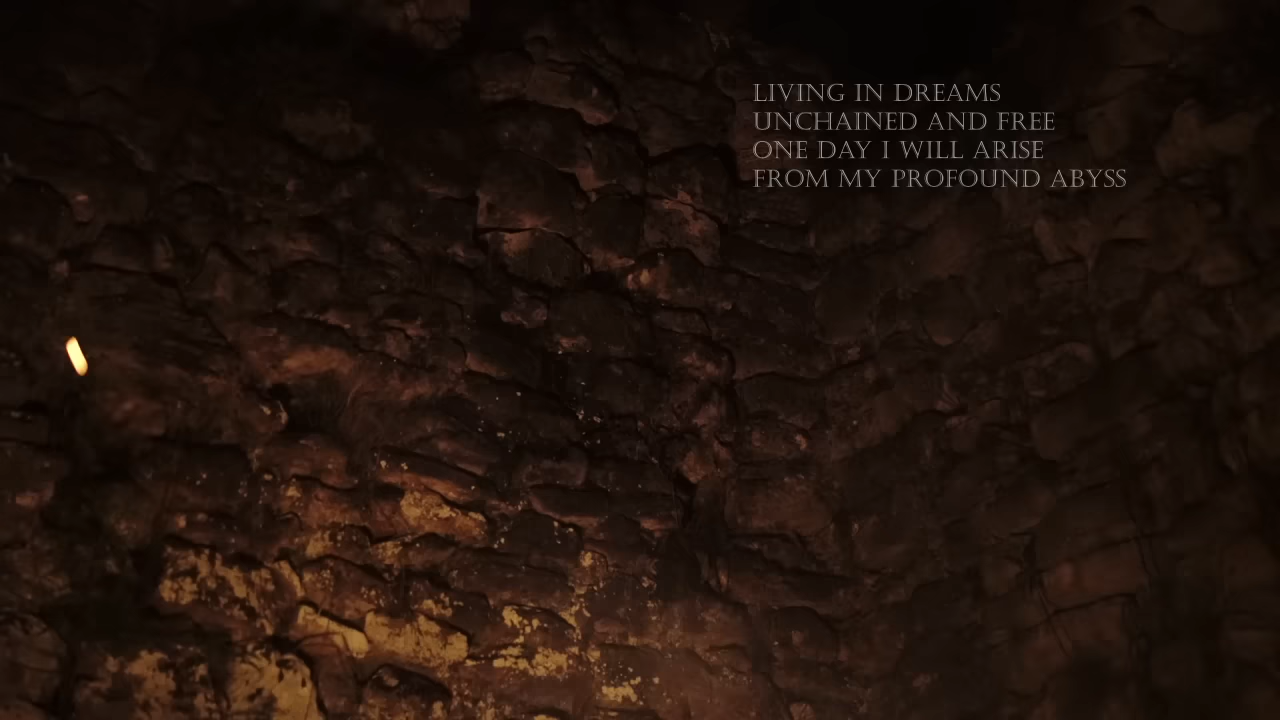 LIVING IN DREAMS
UNCHAINED AND FREE
ONE DAY I WILL ARISE
FROM MY PROFOUND ABYSS